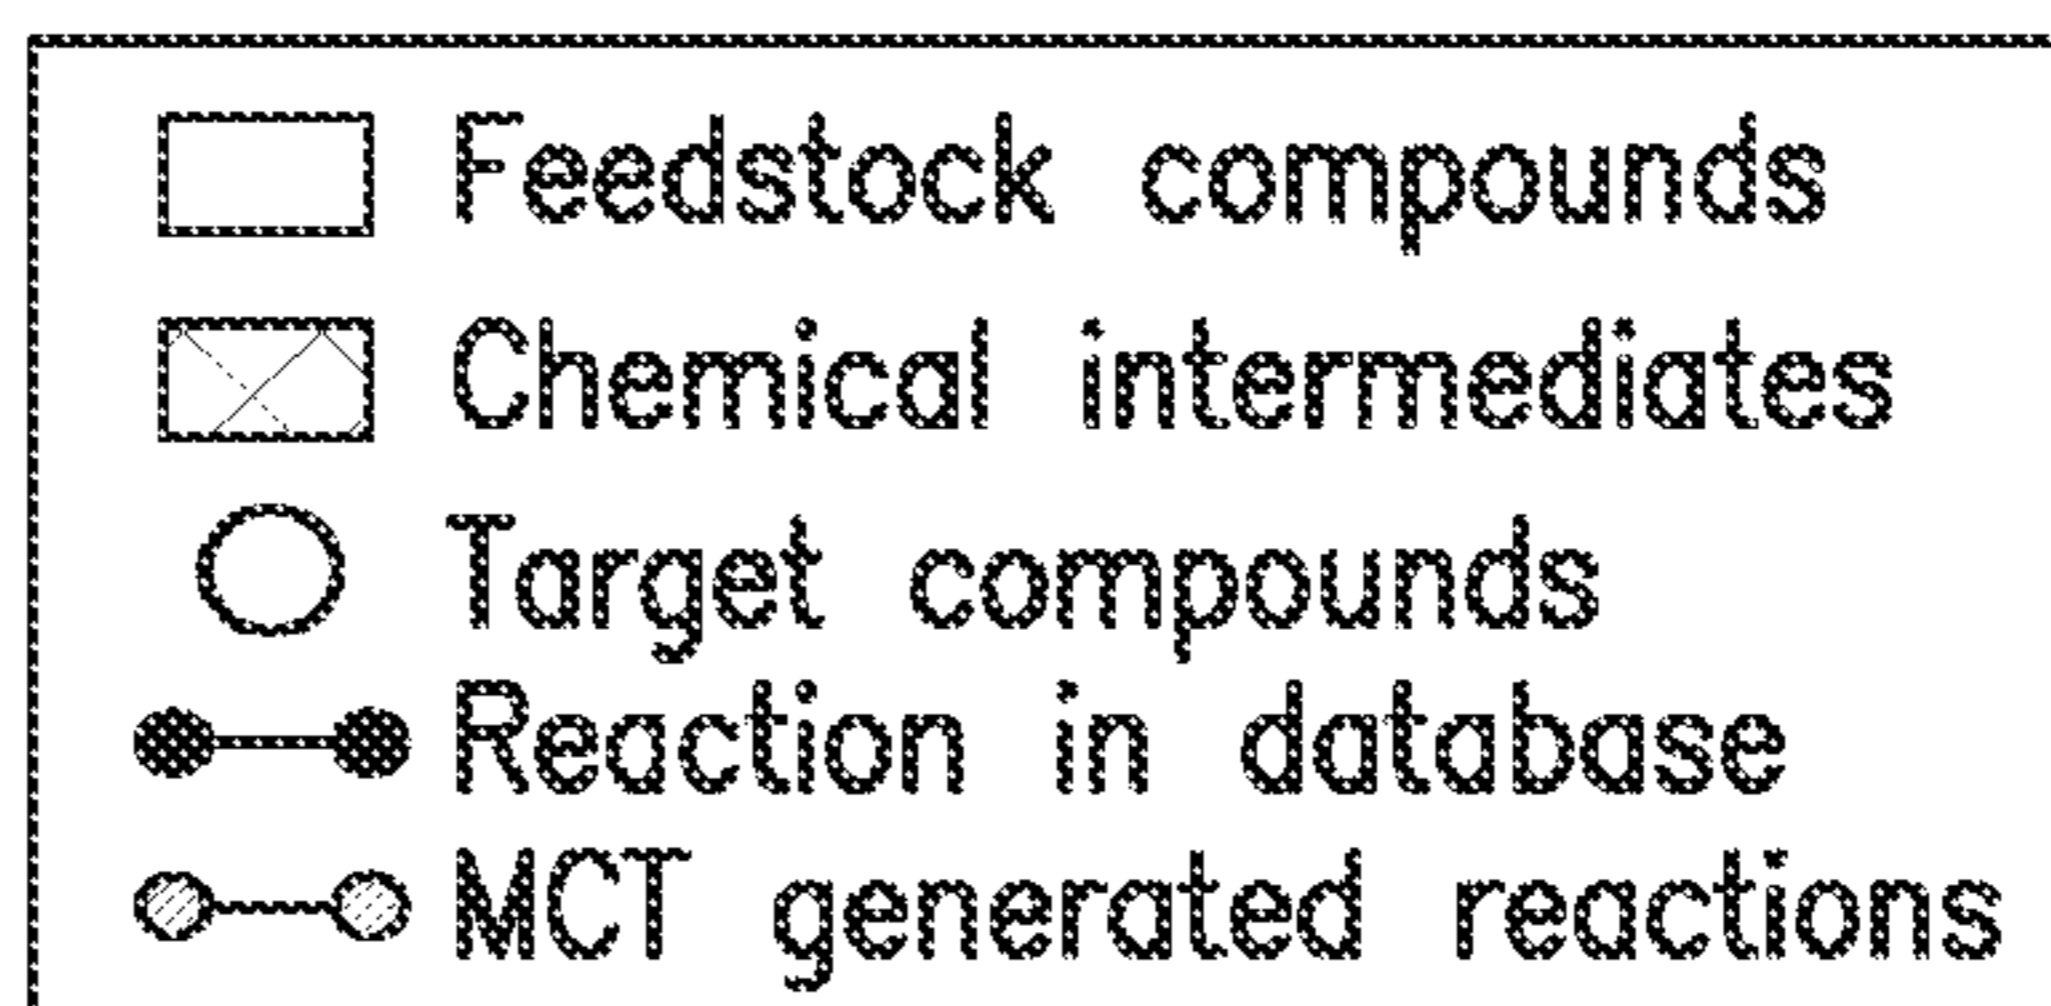 Feedstock compounds
Chemical intermediates
Target compounds
Reaction in database
MCT generated reactions